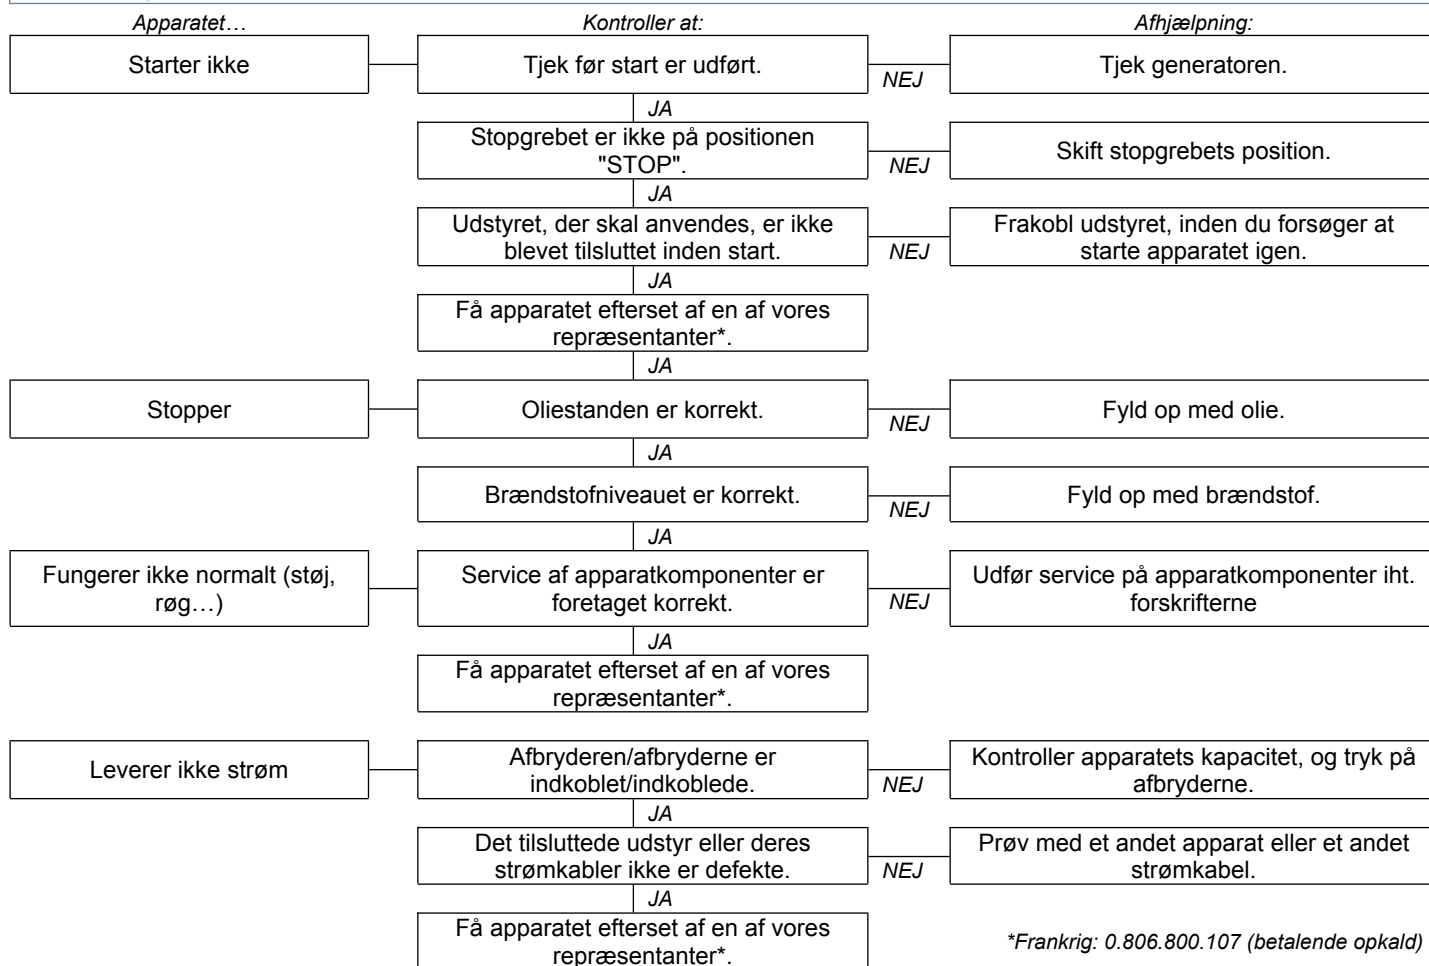 Apparatet…
Kontroller at:
Afhjælpning:
Starter ikke
Tjek før start er udført.
NEJ
Tjek generatoren.
JA
Stopgrebet er ikke på positionen
"STOP".
NEJ
Skift stopgrebets position.
JA
Udstyret, der skal anvendes, er ikke
blevet tilsluttet inden start.
NEJ
Frakobl udstyret, inden du forsøger at
starte apparatet igen.
JA
Få apparatet efterset af en af vores
repræsentanter*.
JA
Stopper
Oliestanden er korrekt.
NEJ
Fyld op med olie.
JA
Brændstofniveauet er korrekt.
NEJ
Fyld op med brændstof.
JA
Fungerer ikke normalt (støj,
røg…)
Service af apparatkomponenter er
foretaget korrekt.
NEJ
Udfør service på apparatkomponenter iht.
forskrifterne
JA
Få apparatet efterset af en af vores
repræsentanter*.
Leverer ikke strøm
Afbryderen/afbryderne er
indkoblet/indkoblede.
NEJ
Kontroller apparatets kapacitet, og tryk på
afbryderne.
JA
Det tilsluttede udstyr eller deres
strømkabler ikke er defekte.
NEJ
Prøv med et andet apparat eller et andet
strømkabel.
JA
Få apparatet efterset af en af vores
repræsentanter*.
*Frankrig: 0.806.800.107 (betalende opkald)